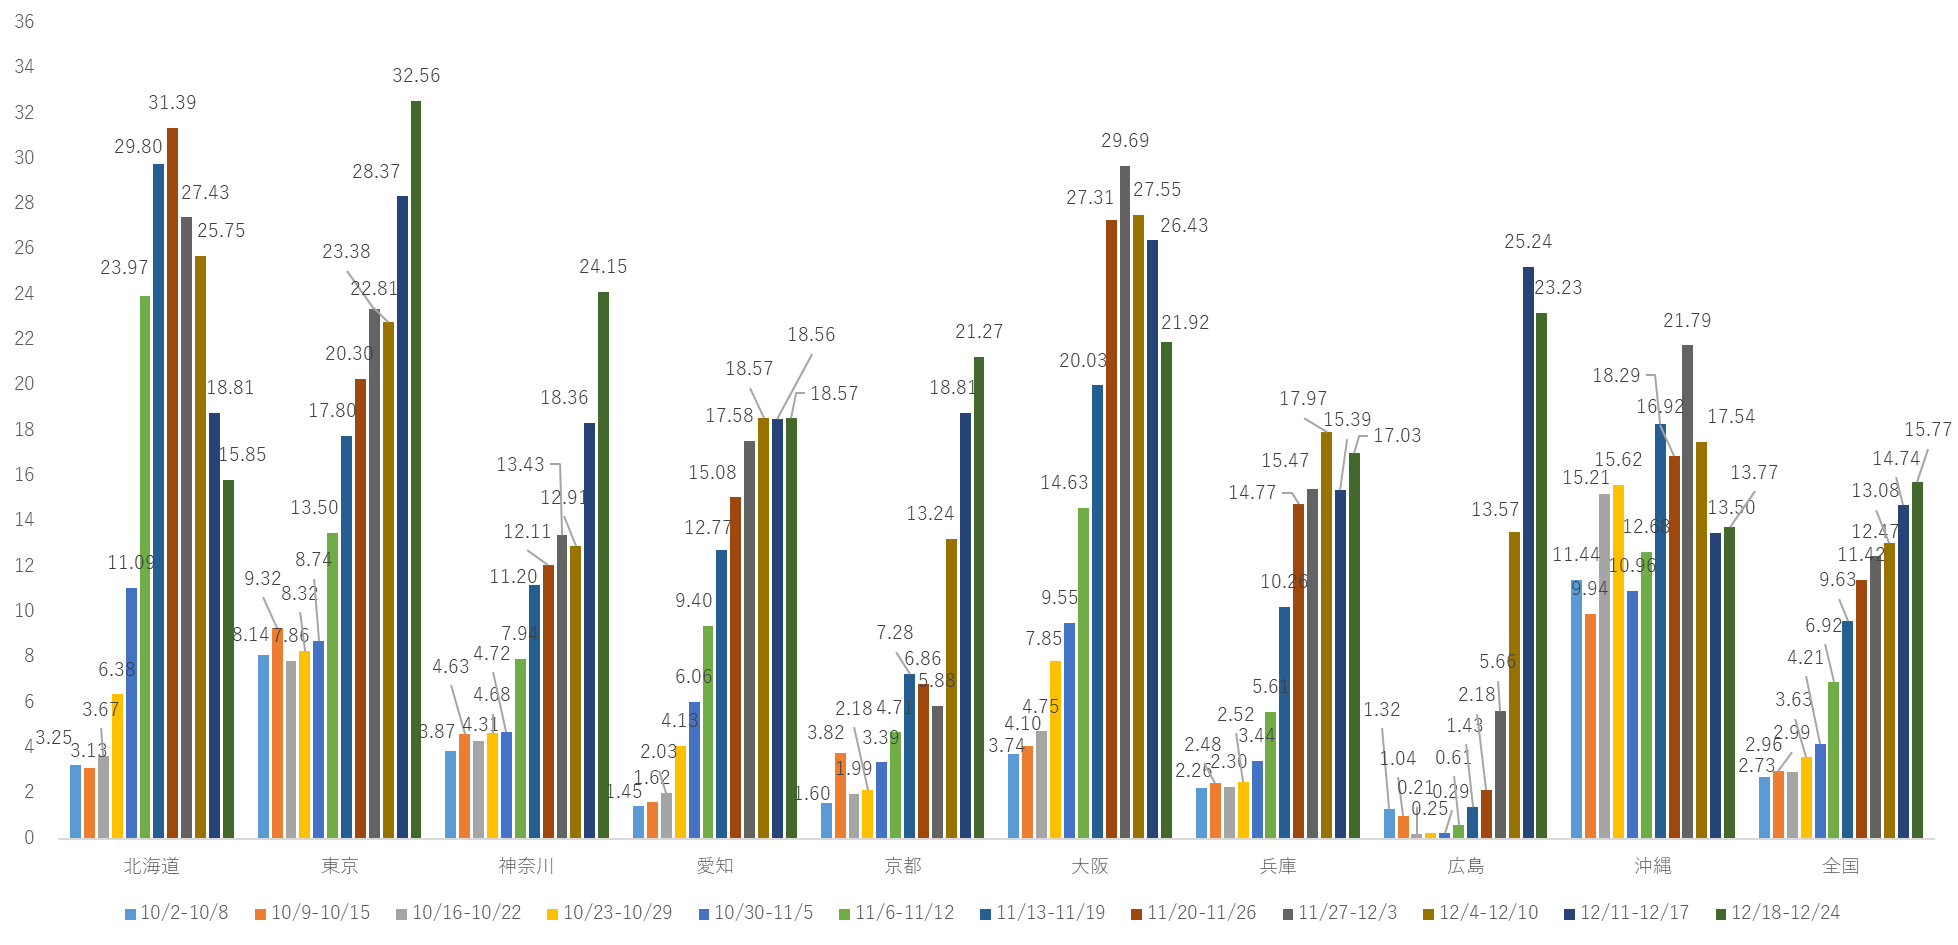 36
34
32
30
28
26
24
22
20
18
16
14
12
10
8
6
4
2
0
3.25 3.13 3.67 6.38 11.09 23.97 29.80 31.39 27.43 25.75 18.81 15.85
8.14 9.32 7.86 8.32 8.74 13.50 17.80 20.30 23.38 22.81 28.37 32.56
3.87 4.63 4.31 4.68 4.72 7.94 11.20 12.11 13.43 12.91 18.36 24.15
1.45 1.62 2.03 4.13 6.06 9.40 12.77 15.08 17.58 18.57 18.56 18.57
1.60 3.82 1.99 2.18 3.39 4.71 7.28 6.86 5.88 13.24 18.81 21.27
3.74 4.10 4.75 7.85 9.55 14.63 20.03 27.31 29.69 27.55 26.43 21.92
2.26 2.48 2.30 2.52 3.44 5.61 10.26 14.77 15.47 17.97 15.39 17.03
1.32 1.04 0.21 0.25 0.29 0.61 1.43 2.18 5.66 13.57 25.24 23.23
11.44 9.94 15.21 15.62 10.96 12.68 18.29 16.92 21.79 17.54 13.50 13.77
2.73 2.96 2.99 3.63 4.21 6.92 9.63 11.42 12.47 13.08 14.74 15.77
北海道 東京 神奈川 愛知 京都 大阪 兵庫 広島 沖縄 全国
10/2-10/8 10/9-10/15 10/16-10/22 10/23-10/29 10/30-11/5 11/6-11/12 11/13-11/19 11/20-11/26 11/27-12/3 12/4-12/10 12/11-12/17 12/18-12/24